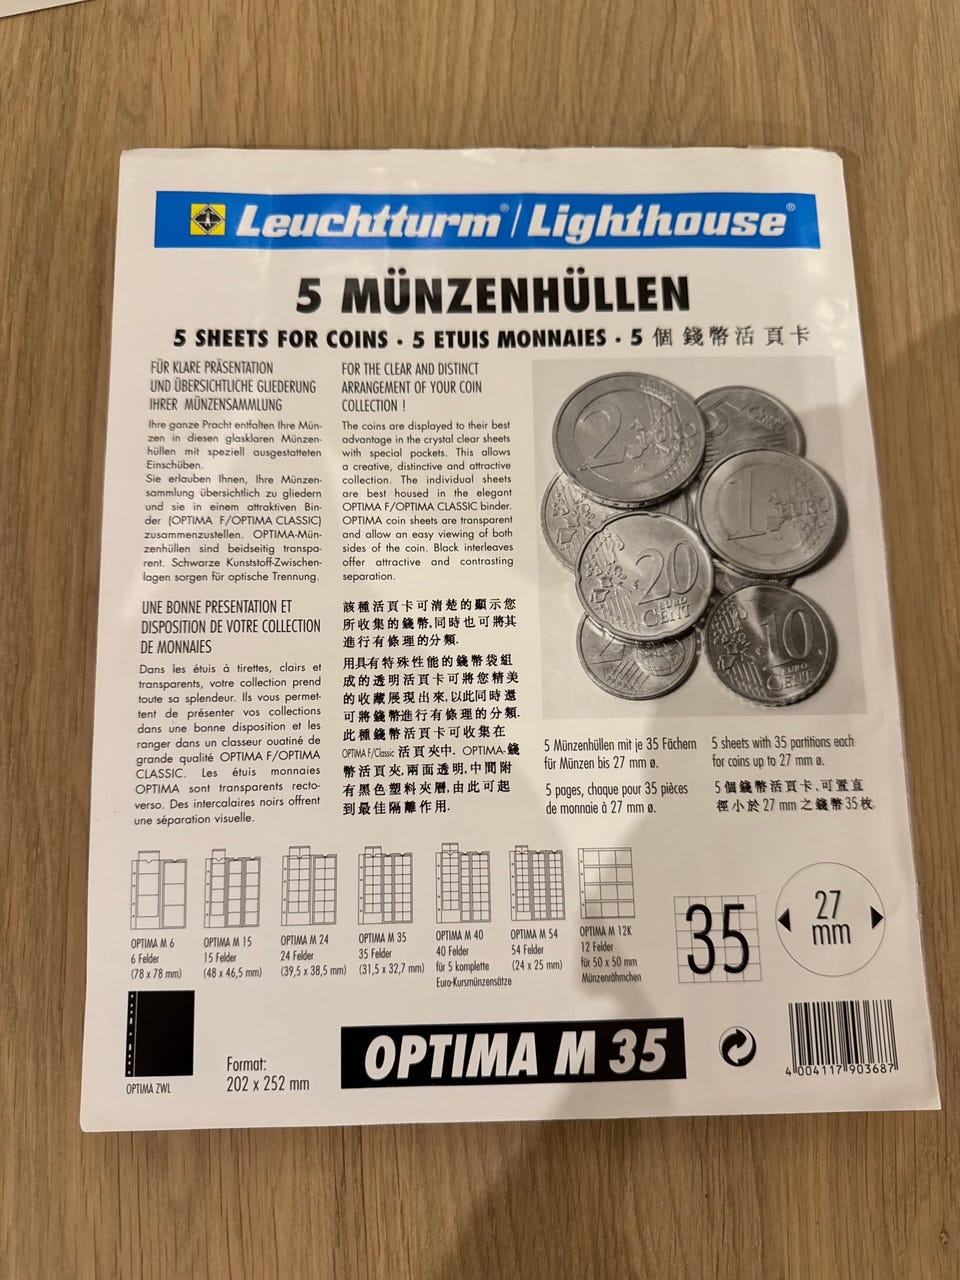 Leuchtturm® / Lighthouse®
5 MÜNZENHÜLLEN
5 SHEETS FOR COINS · 5 ETUIS MONNAIES · 5 個 錢幣活頁卡
FÜR KLARE PRÄSENTATION
UND ÜBERSICHTLICHE GLIEDERUNG
IHRER MÜNZENSAMMLUNG
Ihre ganze Pracht entfalten Ihre Mün-
zen in diesen glasklaren Münzen-
hüllen mit speziell ausgestatteten
Einschüben.
Sie erlauben Ihnen, Ihre Münzen-
sammlung übersichtlich zu gliedern
und sie in einem attraktiven Bin-
der (OPTIMA F/OPTIMA CLASSIC)
zusammenzustellen. OPTIMA-Mün-
zenhüllen sind beidseitig transpa-
rent. Schwarze Kunststoff-Zwischen-
lagen sorgen für optische Trennung.
FOR THE CLEAR AND DISTINCT
ARRANGEMENT OF YOUR COIN
COLLECTION !
The coins are displayed to their best
advantage in the crystal clear sheets
with special pockets. This allows
a creative, distinctive and attractive
collection. The individual sheets
are best housed in the elegant
OPTIMA F/OPTIMA CLASSIC binder.
OPTIMA coin sheets are transparent
and allow an easy viewing of both
sides of the coin. Black interleaves
offer attractive and contrasting
separation.
UNE BONNE PRESENTATION ET
DISPOSITION DE VOTRE COLLECTION
DE MONNAIES
Dans les étuis à tirettes, clairs et
transparents, votre collection prend
toute sa splendeur. Ils vous permet-
tent de présenter vos collections
dans une bonne disposition et les
ranger dans un classeur ouatiné de
grande qualité OPTIMA F/OPTIMA
CLASSIC. Les étuis monnaies
OPTIMA sont transparents recto-
verso. Des intercalaires noirs offrent
une séparation visuelle.
該種活頁卡可清楚的顯示您
所收集的錢幣,同時也可將其
進行有條理的分類.
用具有特殊性能的錢幣袋組
成的透明活頁卡可將您精美
的收藏展現出來,以此同時還
可將錢幣進行有條理的分類.
此種錢幣活頁卡可收集在
OPTIMA F/Classic 活頁夾中. OPTIMA-錢
幣活頁夾,兩面透明,中間附
有黑色塑料夾層,由此可起
到最佳隔離作用.
2
EURO
1
EURO
20
EURO
CENT
10
EURO
CENT
5 Münzenhüllen mit je 35 Fächern
für Münzen bis 27 mm ø.
5 sheets with 35 partitions each
for coins up to 27 mm ø.
5 pages, chaque pour 35 pièces
de monnaie à 27 mm ø.
5 個錢幣活頁卡,可置直
徑小於 27 mm 之錢幣 35 枚.
OPTIMA M 6
6 Felder
(78 x 78 mm)
OPTIMA M 15
15 Felder
(48 x 46,5 mm)
OPTIMA M 24
24 Felder
(39,5 x 38,5 mm)
OPTIMA M 35
35 Felder
(31,5 x 32,7 mm)
OPTIMA M 40
40 Felder
für 5 komplette
Euro-Kursmünzensätze
OPTIMA M 54
54 Felder
(24 x 25 mm)
OPTIMA M 12K
12 Felder
für 50 x 50 mm
Münzenrähmchen
35
27
mm
OPTIMA ZWL
Format:
202 x 252 mm
OPTIMA M 35
4 004117 903687